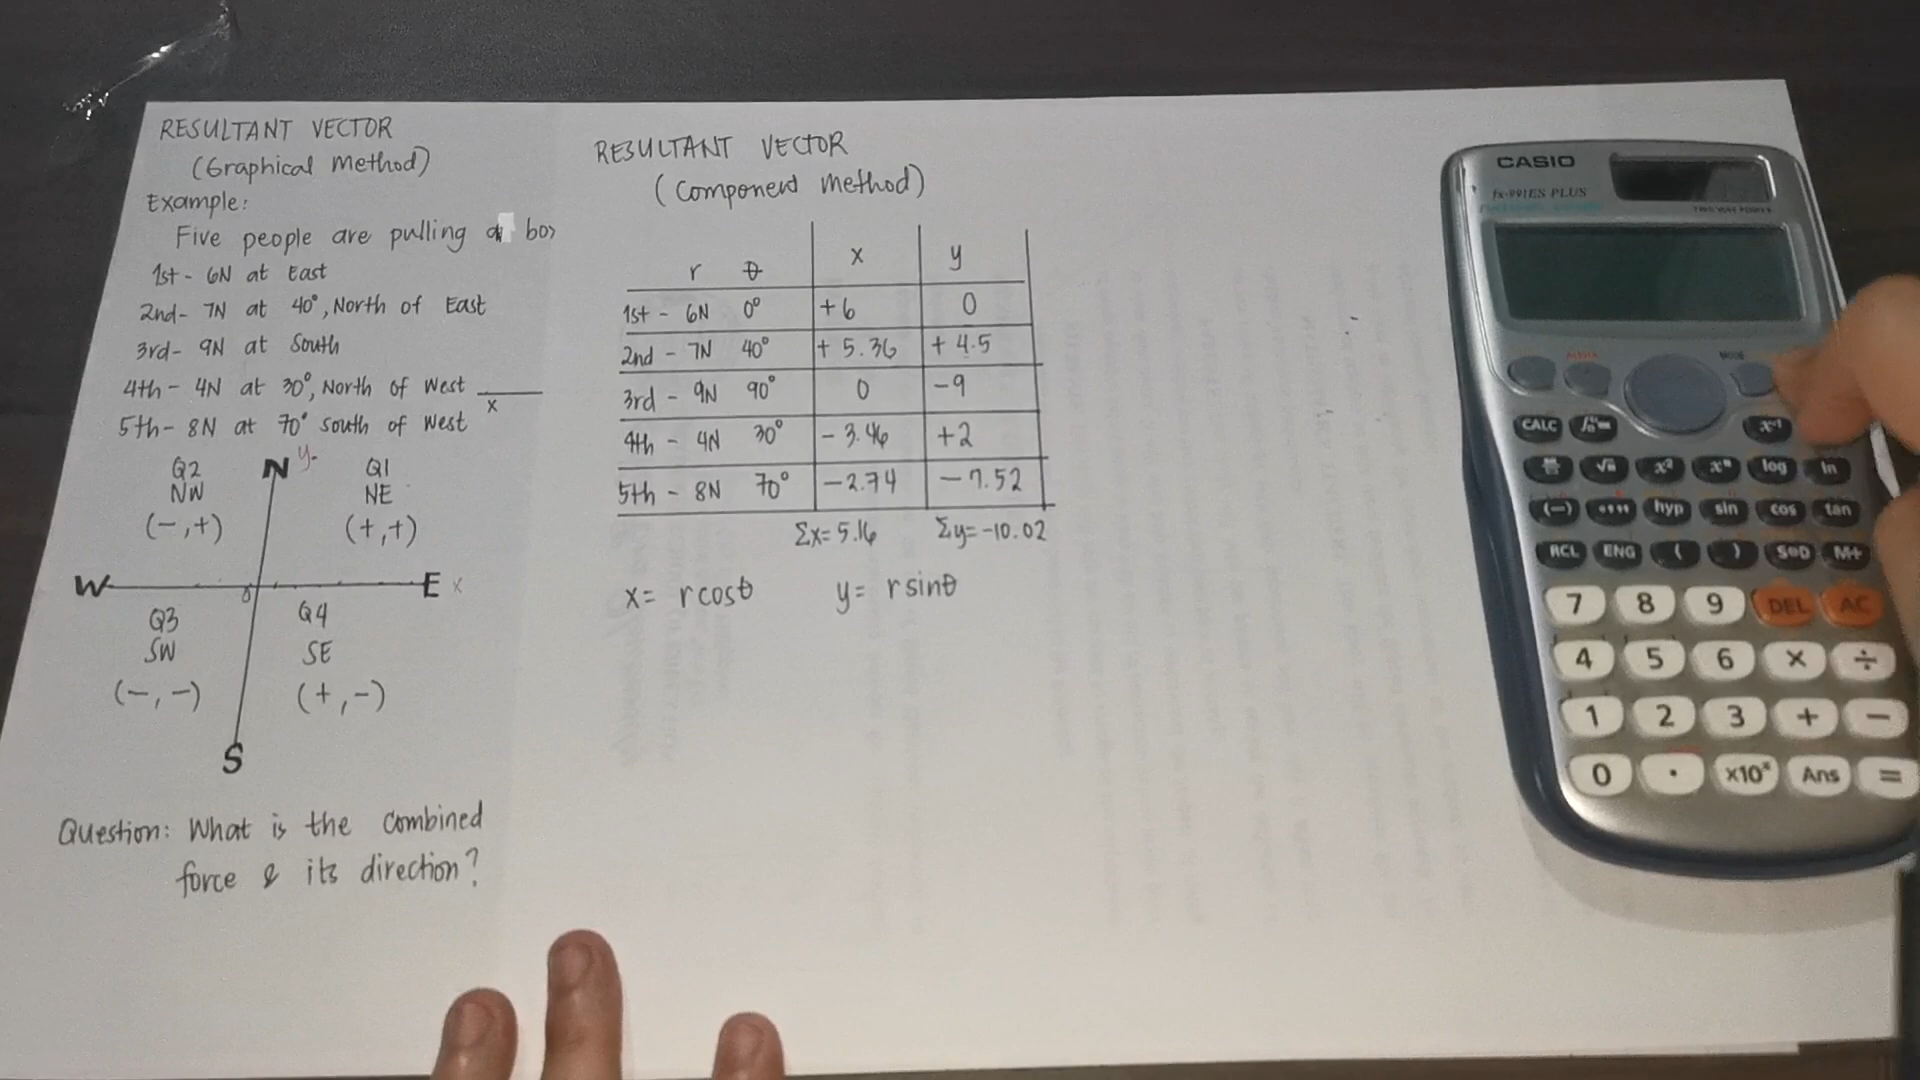 RESULTANT VECTOR
(Graphical Method)
Example:
Five people are pulling a box
1st - 6N at East
2nd - 7N at 40°, North of East
3rd - 9N at South
4th - 4N at 30°, North of West
x
5th - 8N at 70° South of West
Q2 N y Q1
NW NE
(-,+) (+,+)
W E x
Q3 Q4
SW SE
(-,-) (+,-)
S
Question: What is the combined
force & its direction?
RESULTANT VECTOR
(Component Method)
r θ x y
1st - 6N 0° +6 0
2nd - 7N 40° +5.36 +4.5
3rd - 9N 90° 0 -9
4th - 4N 30° -3.46 +2
5th - 8N 70° -2.74 -7.52
Σx= 5.16 Σy= -10.02
x= rcosθ y= rsinθ
CASIO
fx-991ES PLUS
ALPHA MODE
CALC x⁻¹
x² log ln
(-) hyp sin cos tan
RCL ENG ( ) S⇔D M+
7 8 9 DEL AC
4 5 6 × ÷
1 2 3 + −
0 . ×10ˣ Ans =